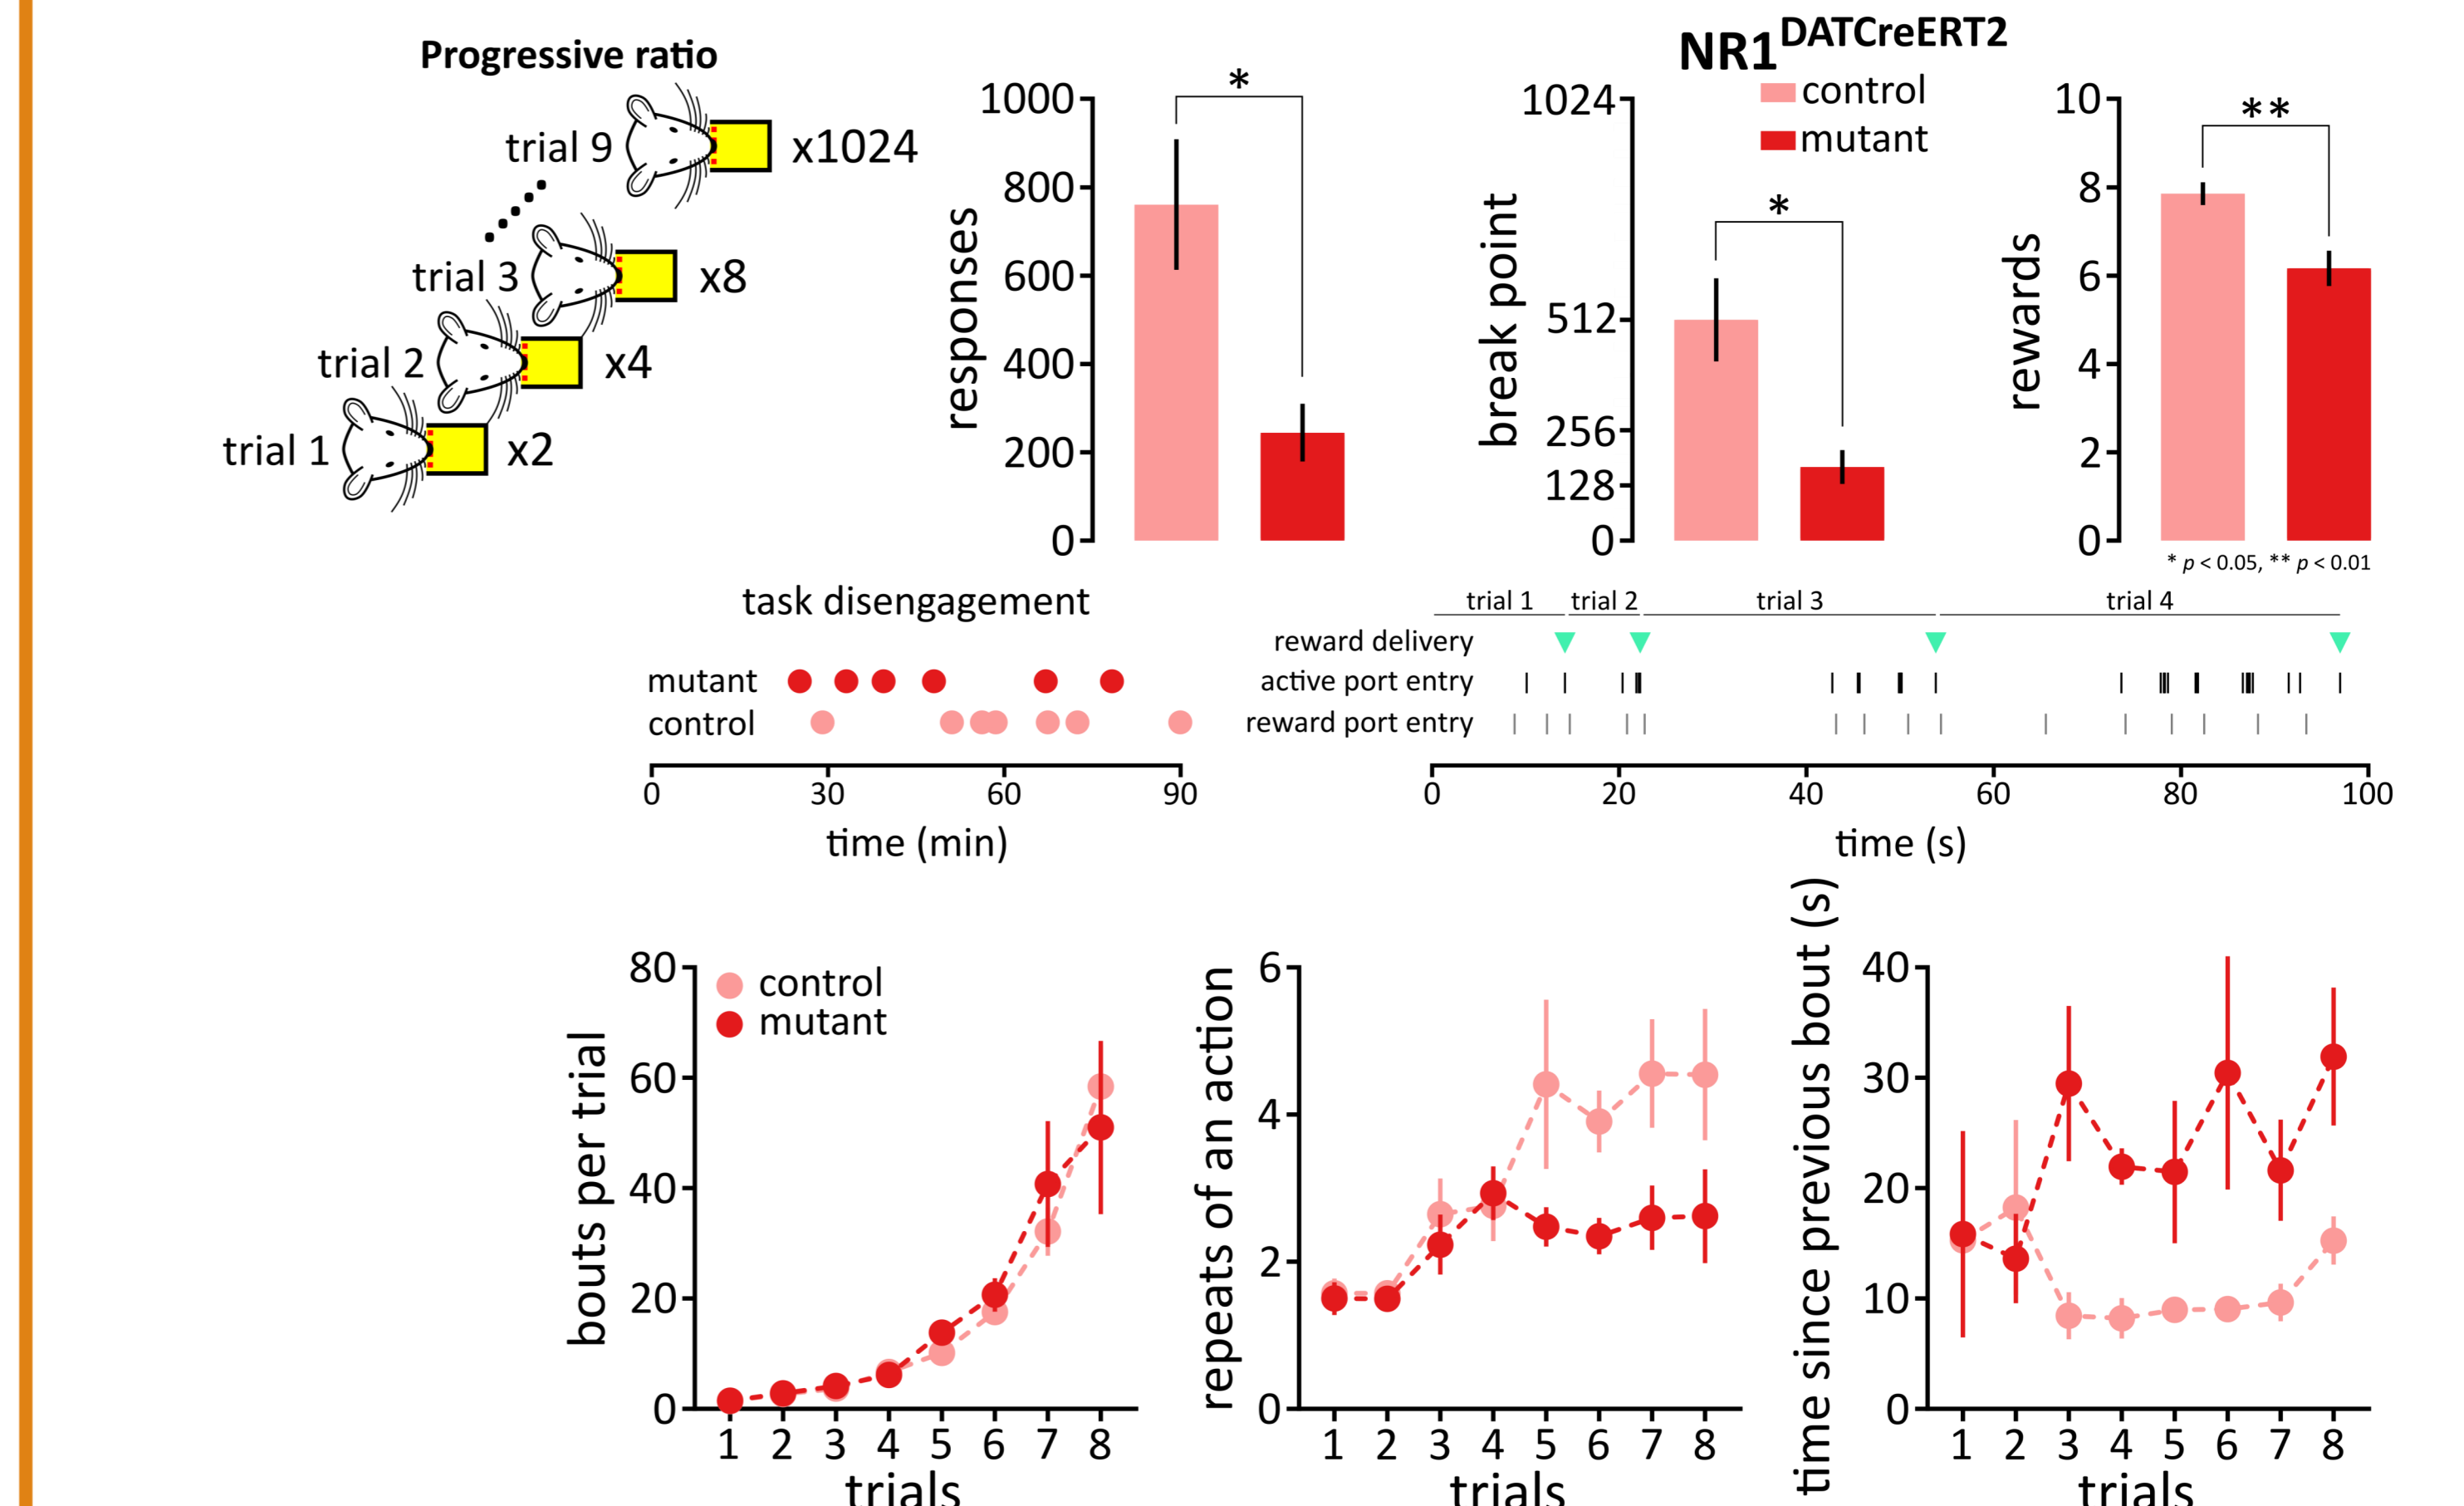 Progressive ratio
trial 9 x1024
trial 3 x8
trial 2 x4
trial 1 x2
NR1DATCreERT2
control
mutant
responses
1000
800
600
400
200
0
*
break point
1024
512
256
128
0
*
rewards
10
8
6
4
2
0
**
* p < 0.05, ** p < 0.01
task disengagement
mutant
control
0 30 60 90
time (min)
trial 1 trial 2 trial 3 trial 4
reward delivery
active port entry
reward port entry
0 20 40 60 80 100
time (s)
bouts per trial
80
60
40
20
0
control
mutant
1 2 3 4 5 6 7 8
trials
repeats of an action
6
4
2
0
1 2 3 4 5 6 7 8
trials
time since previous bout (s)
40
30
20
10
0
1 2 3 4 5 6 7 8
trials